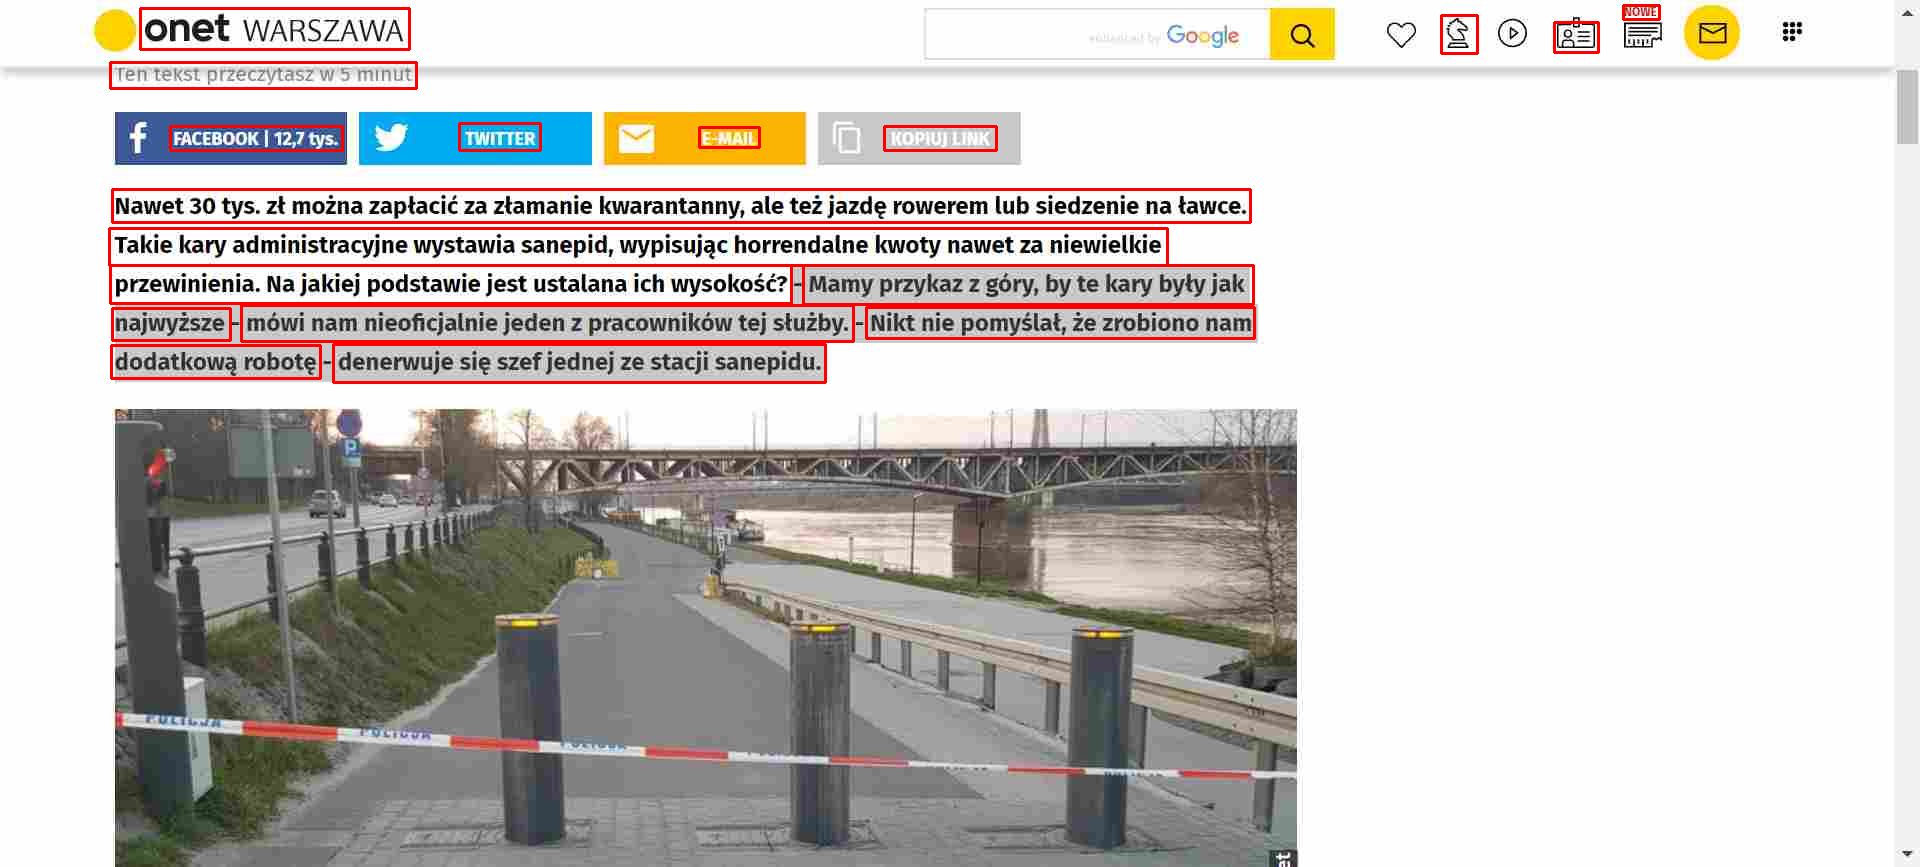 onet WARSZAWA
enhanced by Google
NOWE
Ten tekst przeczytasz w 5 minut
FACEBOOK | 12,7 tys.
TWITTER
E-MAIL
KOPIUJ LINK
Nawet 30 tys. zł można zapłacić za złamanie kwarantanny, ale też jazdę rowerem lub siedzenie na ławce.
Takie kary administracyjne wystawia sanepid, wypisując horrendalne kwoty nawet za niewielkie
przewinienia. Na jakiej podstawie jest ustalana ich wysokość? - Mamy przykaz z góry, by te kary były jak
najwyższe - mówi nam nieoficjalnie jeden z pracowników tej służby. - Nikt nie pomyślał, że zrobiono nam
dodatkową robotę - denerwuje się szef jednej ze stacji sanepidu.
P
POLICJA
POLICJA
POLICJA